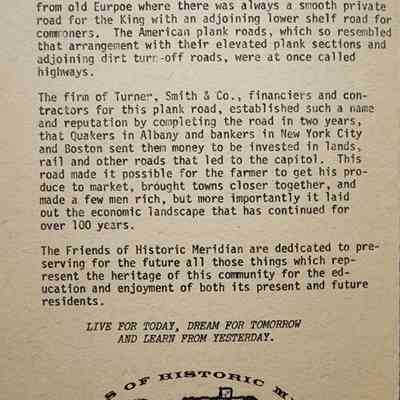 from old Eurpoe where there was always a smooth private
road for the King with an adjoining lower shelf road for
commoners. The American plank roads, which so resembled
that arrangement with their elevated plank sections and
adjoining dirt turn-off roads, were at once called
highways.
The firm of Turner, Smith & Co., financiers and con-
tractors for this plank road, established such a name
and reputation by completing the road in two years,
that Quakers in Albany and bankers in New York City
and Boston sent them money to be invested in lands,
rail and other roads that led to the capitol. This
road made it possible for the farmer to get his pro-
duce to market, brought towns closer together, and
made a few men rich, but more importantly it laid
out the economic landscape that has continued for
over 100 years.
The Friends of Historic Meridian are dedicated to pre-
serving for the future all those things which rep-
resent the heritage of this community for the ed-
ucation and enjoyment of both its present and future
residents.
LIVE FOR TODAY, DREAM FOR TOMORROW
AND LEARN FROM YESTERDAY.
OF HISTORIC